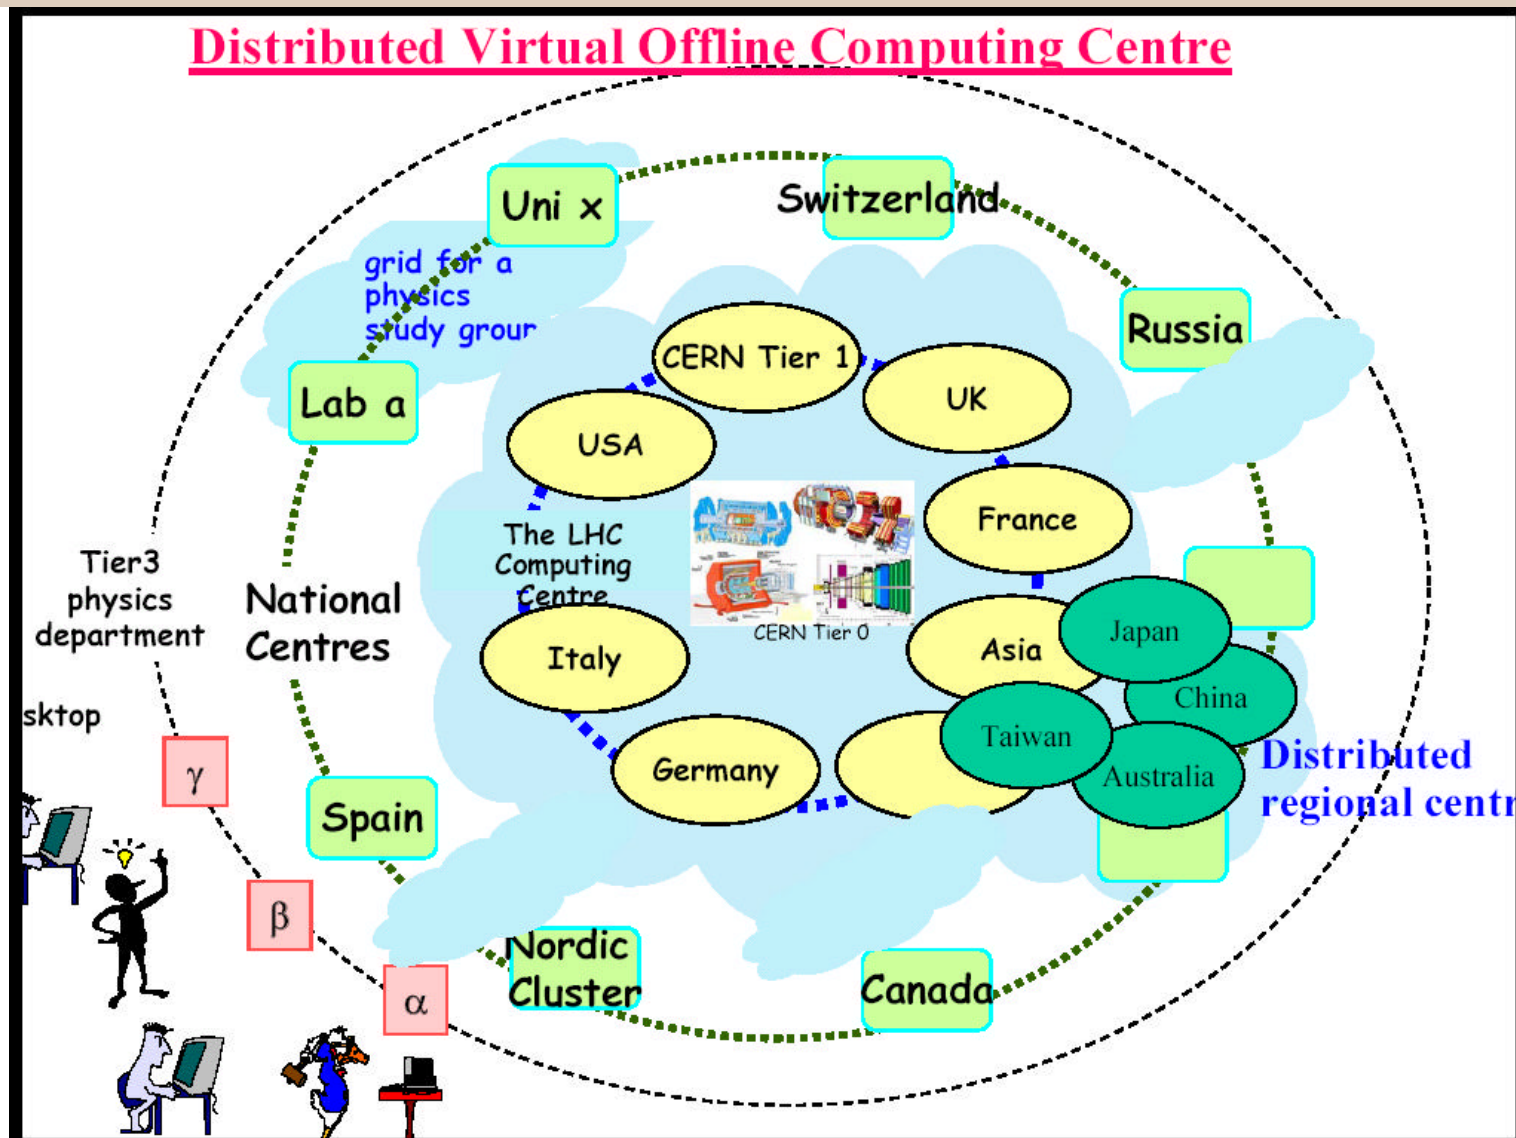 Distributed Virtual Offline Computing Centre
Uni x
Switzerland
grid for a
physics
study grour
Russia
CERN Tier 1
UK
Lab a
USA
France
The LHC
Computing
Centre
CERN Tier 0
Tier3
physics
department
National
Centres
Italy
Asia
Japan
China
sktop
Taiwan
Germany
Australia
Distributed
regional centr
γ
Spain
β
Nordic
Cluster
Canada
α